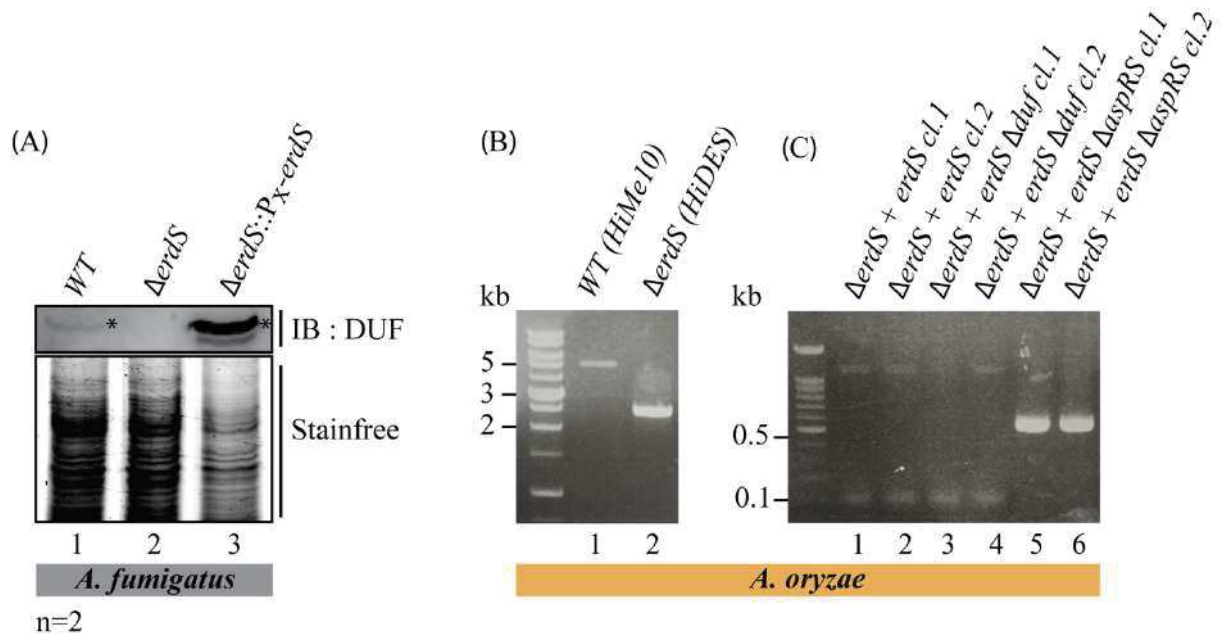 (A)
WT
ΔerdS
ΔerdS::Px-erdS
*
*
IB : DUF
Stainfree
1 2 3
A. fumigatus
n=2
(B)
WT (HiMe10)
ΔerdS (HiDES)
kb
5
3
2
1 2
(C)
ΔerdS + erdS cl.1
ΔerdS + erdS cl.2
ΔerdS + erdS Δduf cl.1
ΔerdS + erdS Δduf cl.2
ΔerdS + erdS ΔaspRS cl.1
ΔerdS + erdS ΔaspRS cl.2
kb
0.5
0.1
1 2 3 4 5 6
A. oryzae